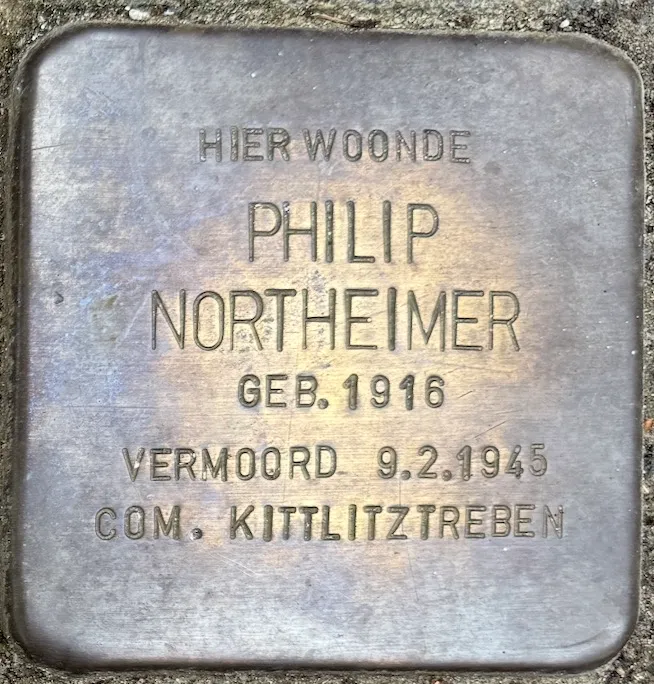 HIER WOONDE
PHILIP
NORTHEIMER
GEB. 1916
VERMOORD 9.2.1945
COM. KITTLITZTREBEN